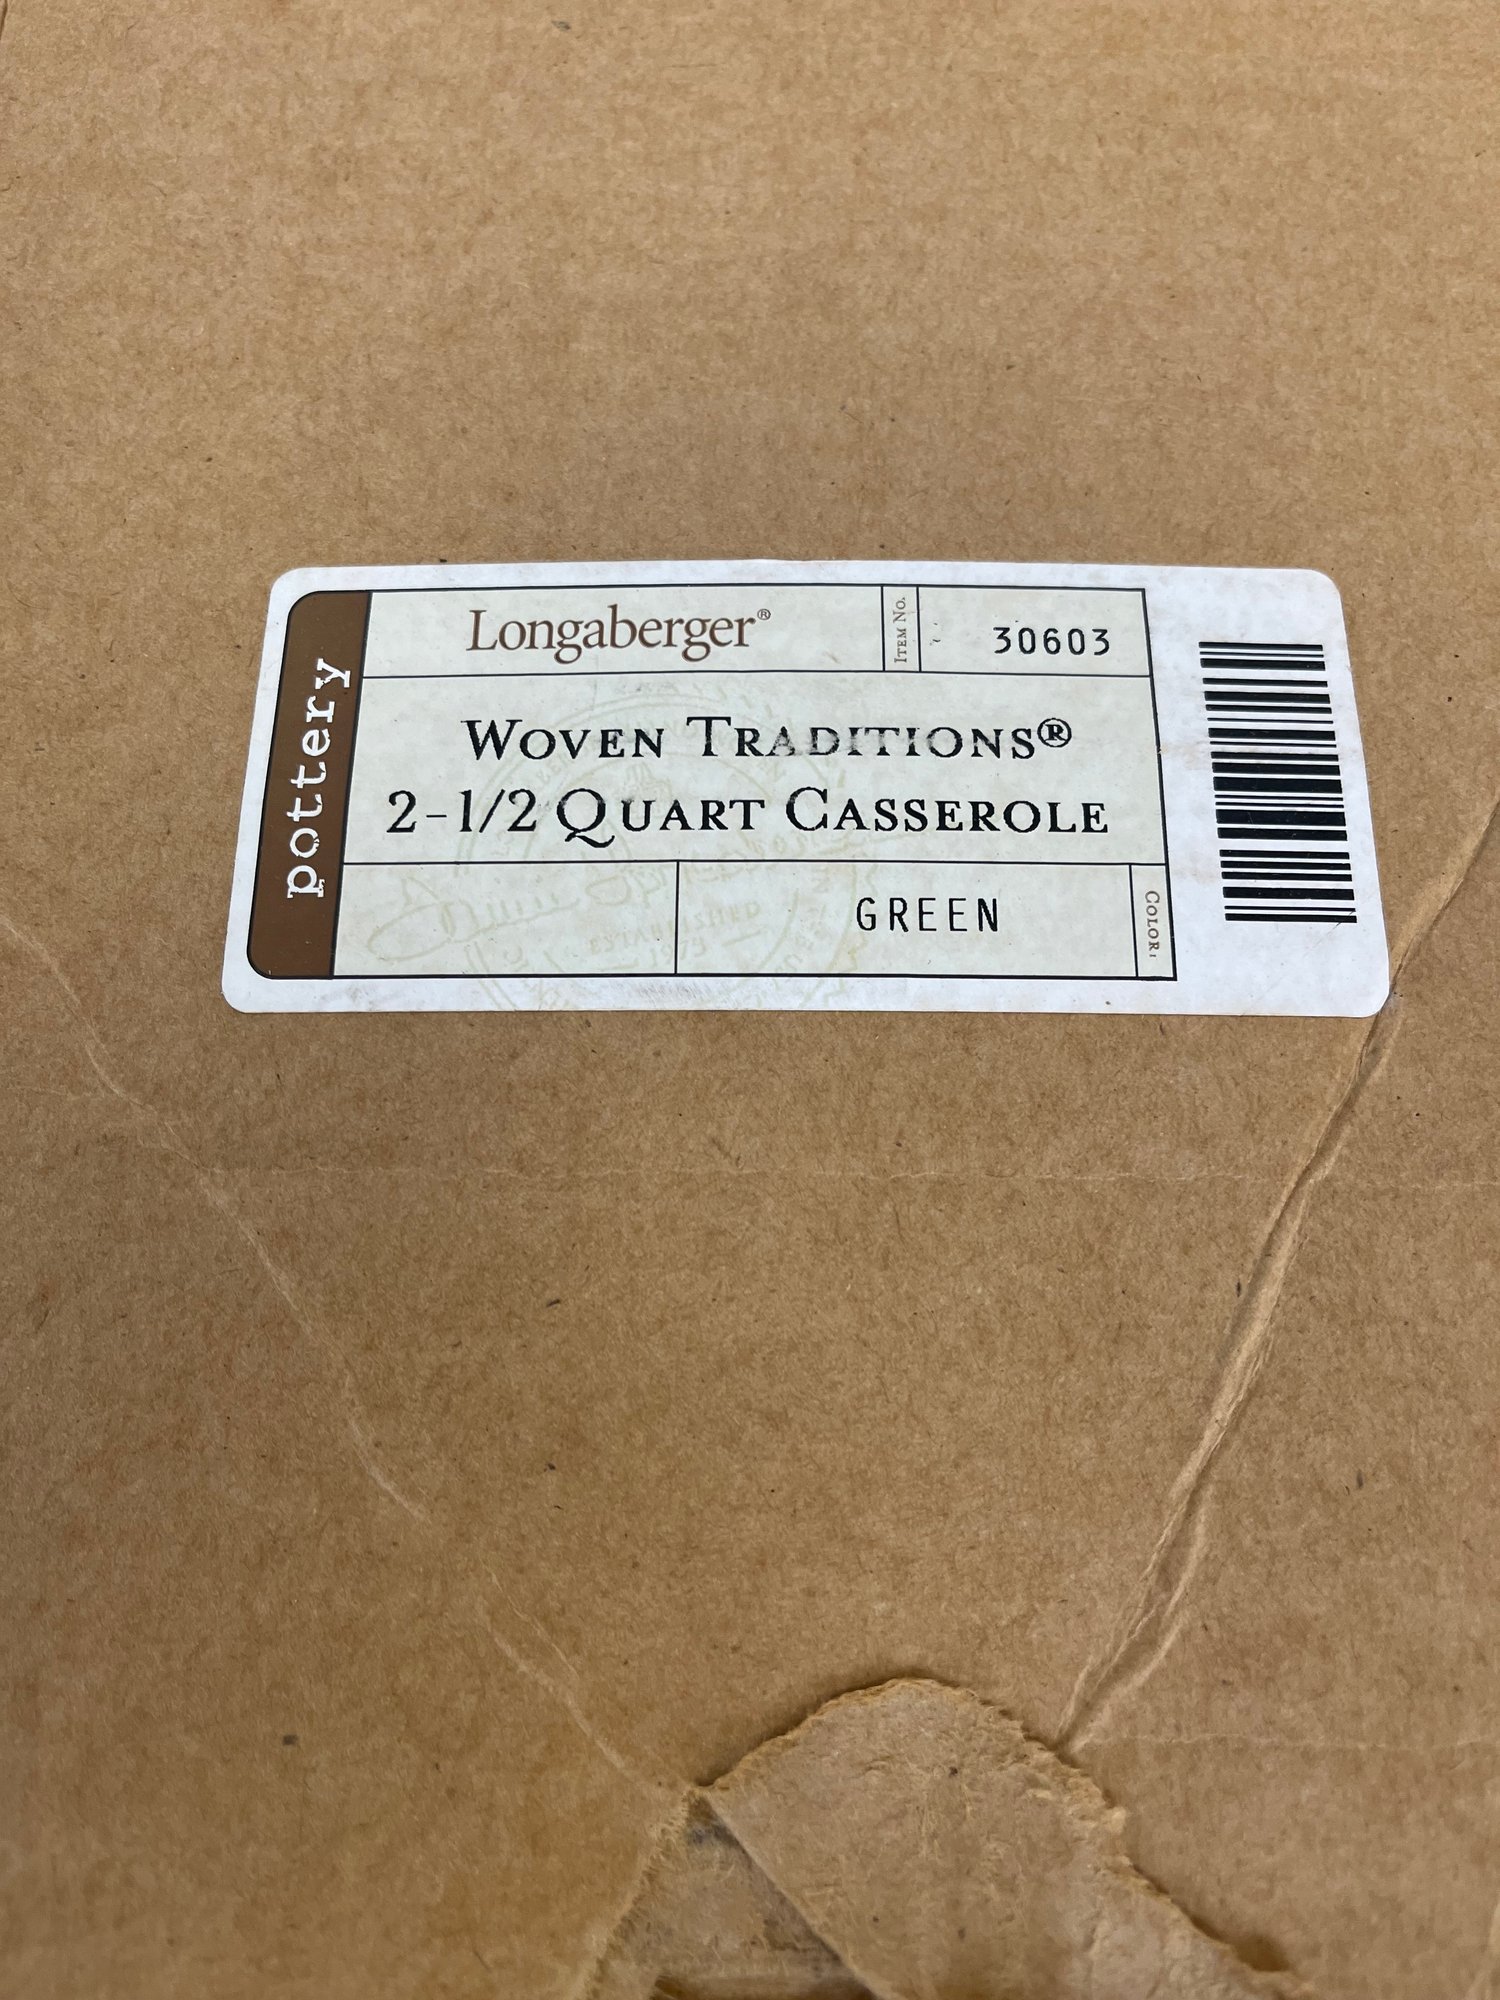 pottery
Longaberger®
ITEM No.
30603
WOVEN TRADITIONS®
2-1/2 QUART CASSEROLE
GREEN
COLOR: